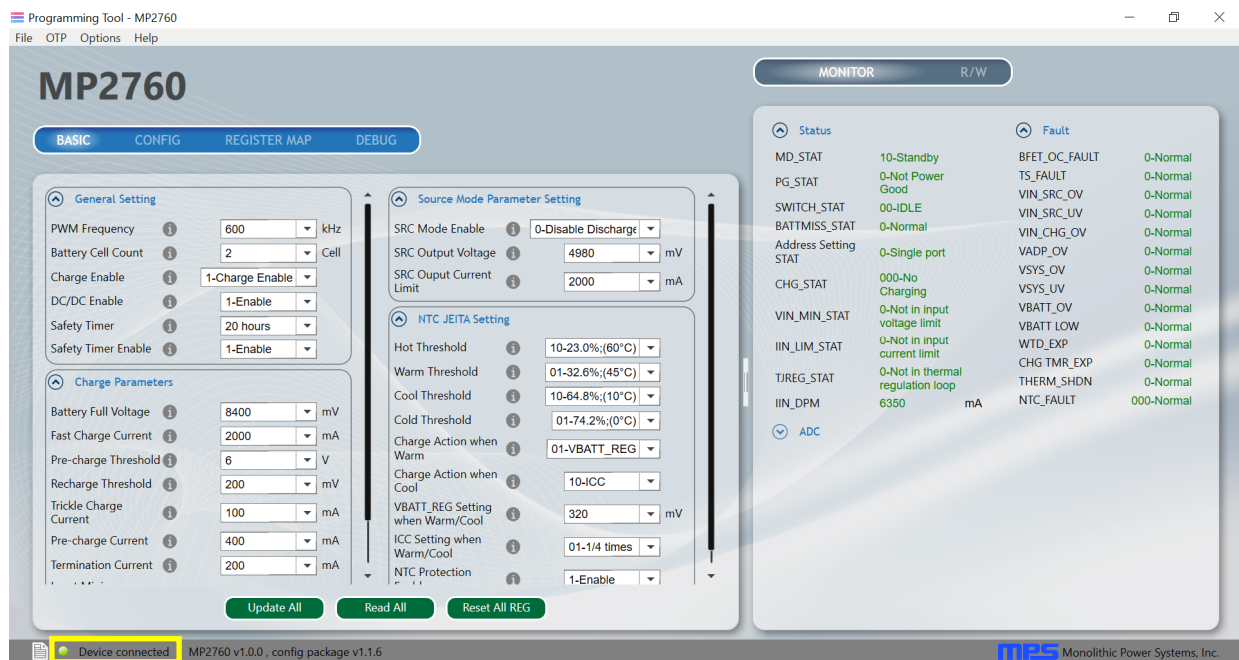 Programming Tool - MP2760
File OTP Options Help
MP2760
BASIC CONFIG REGISTER MAP DEBUG
General Setting
PWM Frequency 600 kHz
Battery Cell Count 2 Cell
Charge Enable 1-Charge Enable
DC/DC Enable 1-Enable
Safety Timer 20 hours
Safety Timer Enable 1-Enable
Charge Parameters
Battery Full Voltage 8400 mV
Fast Charge Current 2000 mA
Pre-charge Threshold 6 V
Recharge Threshold 200 mV
Trickle Charge
Current 100 mA
Pre-charge Current 400 mA
Termination Current 200 mA
Source Mode Parameter Setting
SRC Mode Enable 0-Disable Discharge
SRC Output Voltage 4980 mV
SRC Ouput Current
Limit 2000 mA
NTC JEITA Setting
Hot Threshold 10-23.0%;(60°C)
Warm Threshold 01-32.6%;(45°C)
Cool Threshold 10-64.8%;(10°C)
Cold Threshold 01-74.2%;(0°C)
Charge Action when
Warm 01-VBATT_REG
Charge Action when
Cool 10-ICC
VBATT_REG Setting
when Warm/Cool 320 mV
ICC Setting when
Warm/Cool 01-1/4 times
NTC Protection
1-Enable
Update All Read All Reset All REG
MONITOR R/W
Status
MD_STAT 10-Standby
PG_STAT 0-Not Power
Good
SWITCH_STAT 00-IDLE
BATTMISS_STAT 0-Normal
Address Setting
STAT 0-Single port
CHG_STAT 000-No
Charging
VIN_MIN_STAT 0-Not in input
voltage limit
IIN_LIM_STAT 0-Not in input
current limit
TJREG_STAT 0-Not in thermal
regulation loop
IIN_DPM 6350 mA
ADC
Fault
BFET_OC_FAULT 0-Normal
TS_FAULT 0-Normal
VIN_SRC_OV 0-Normal
VIN_SRC_UV 0-Normal
VIN_CHG_OV 0-Normal
VADP_OV 0-Normal
VSYS_OV 0-Normal
VSYS_UV 0-Normal
VBATT_OV 0-Normal
VBATT LOW 0-Normal
WTD_EXP 0-Normal
CHG TMR_EXP 0-Normal
THERM_SHDN 0-Normal
NTC_FAULT 000-Normal
Device connected MP2760 v1.0.0 , config package v1.1.6
mps Monolithic Power Systems, Inc.